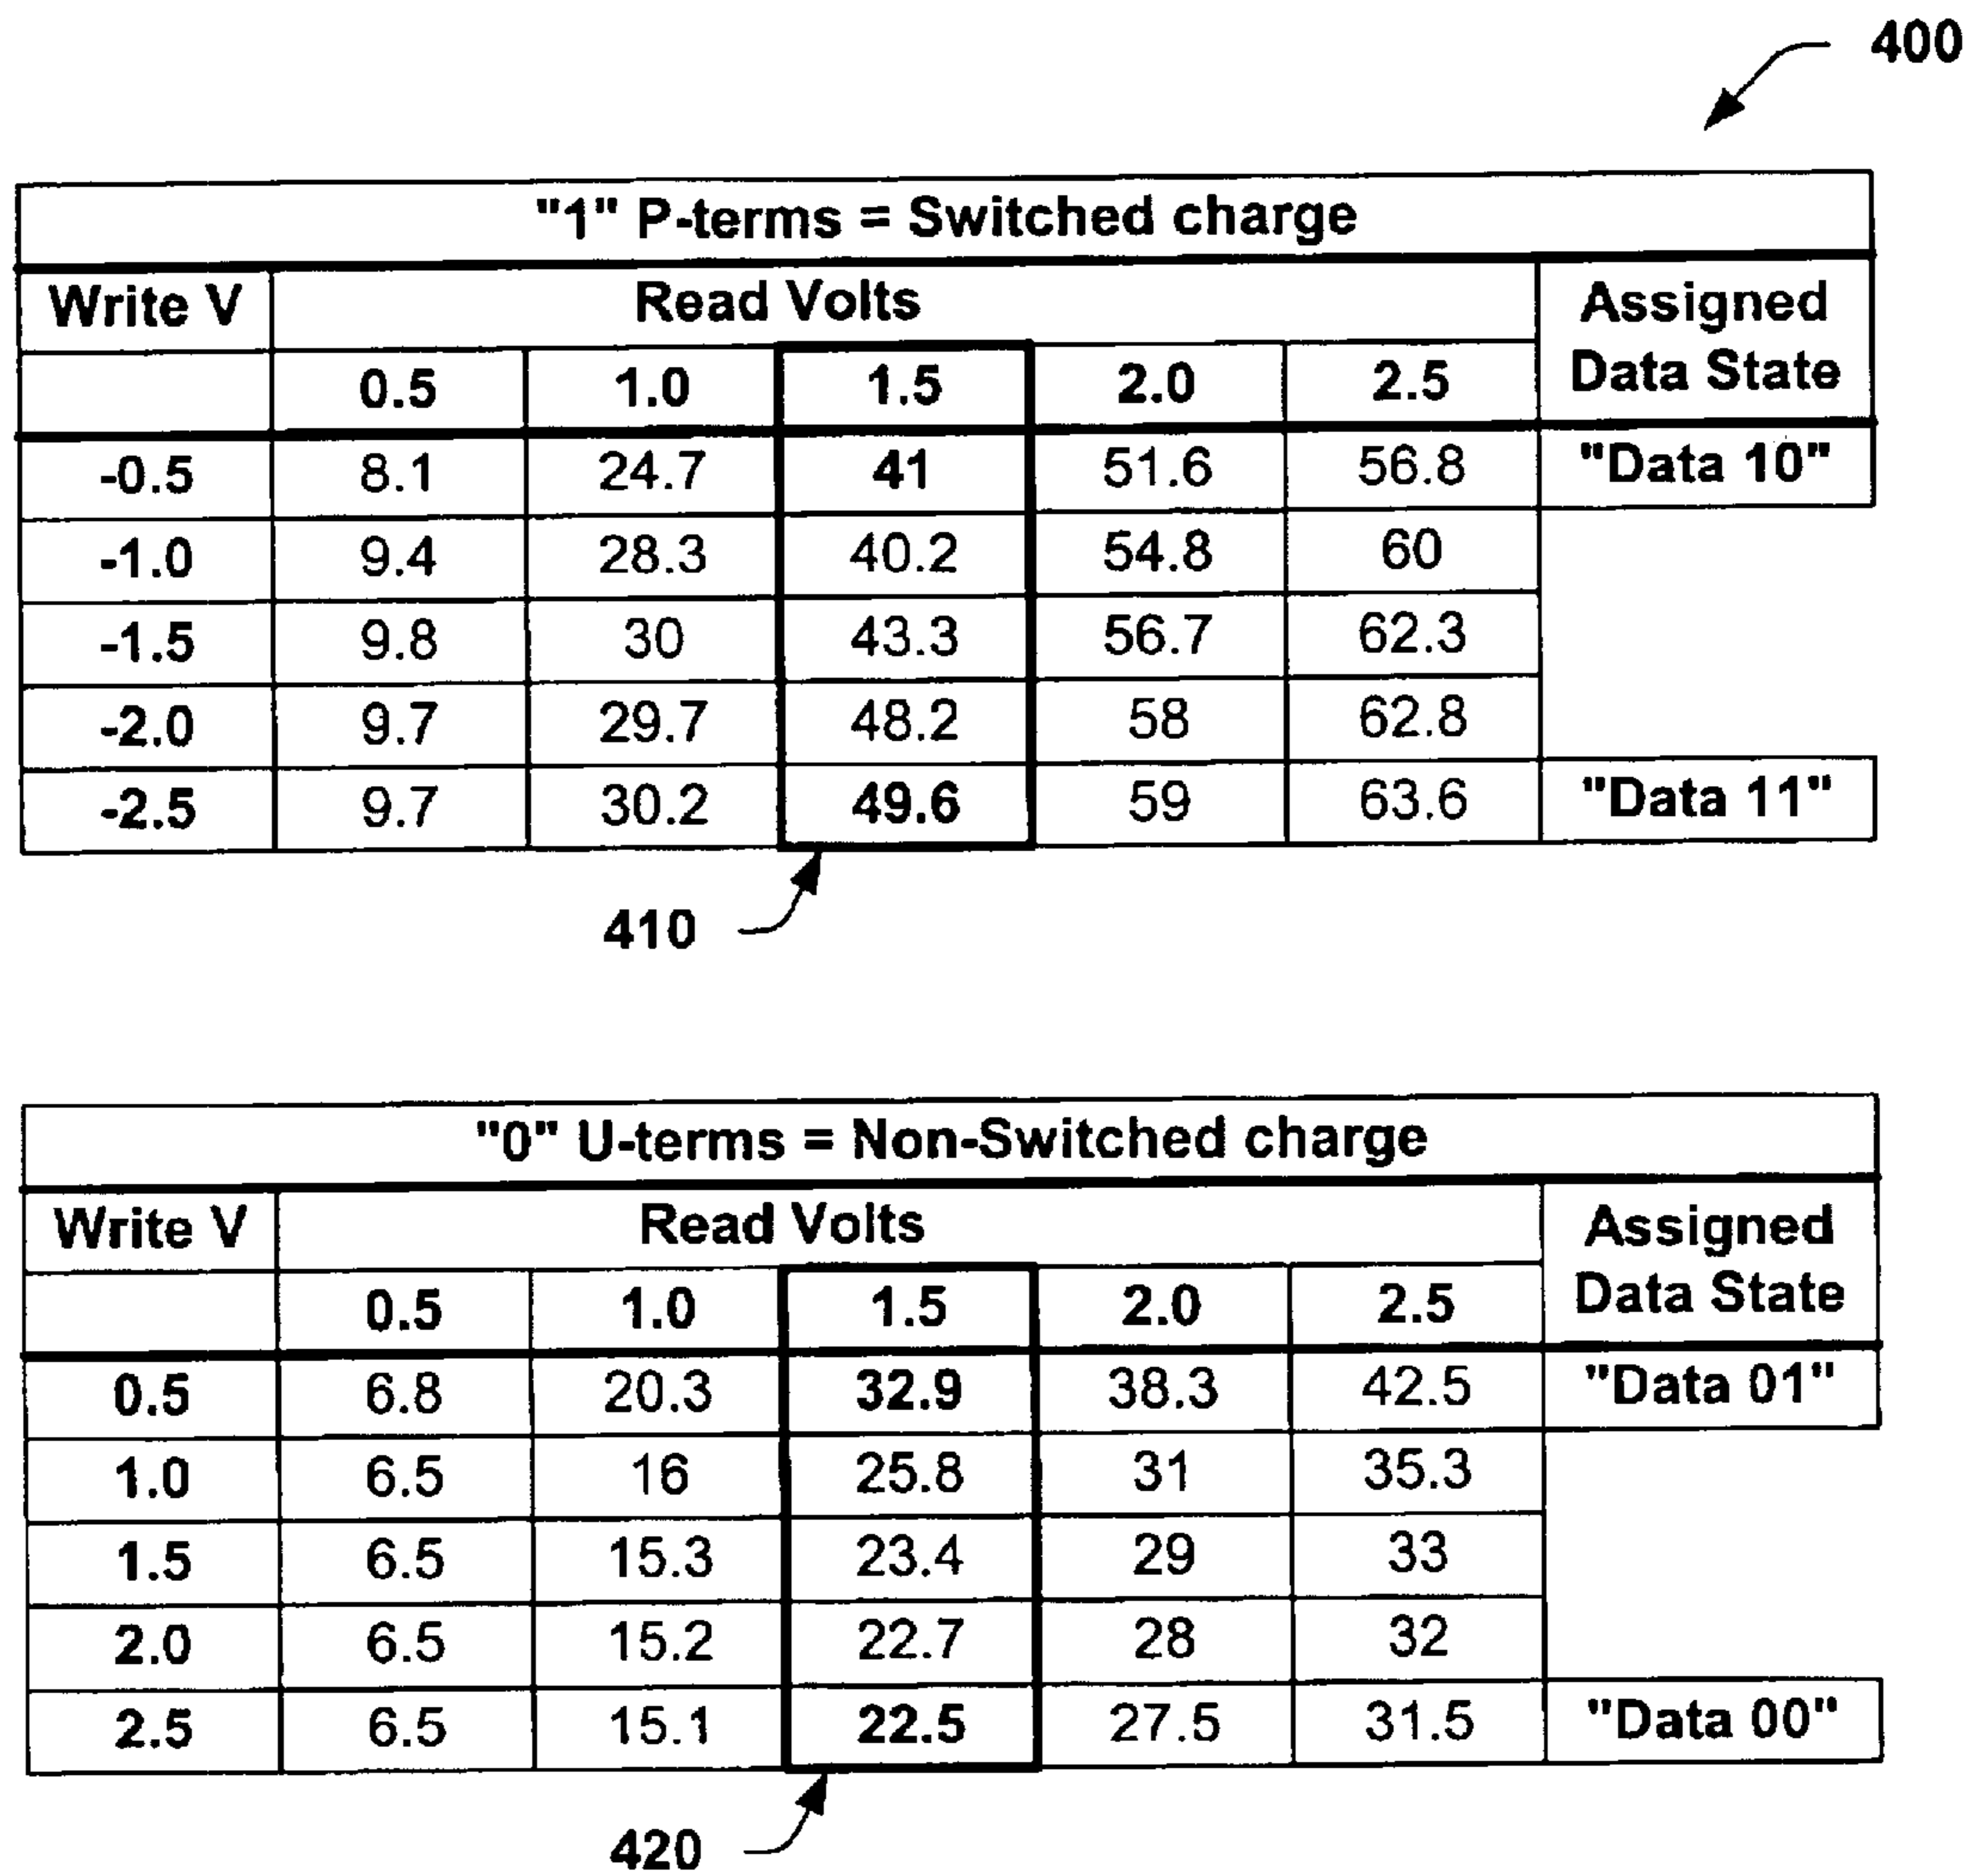 400
"1" P-terms = Switched charge
Write V Read Volts Assigned Data State
0.5 1.0 1.5 2.0 2.5
-0.5 8.1 24.7 41 51.6 56.8 "Data 10"
-1.0 9.4 28.3 40.2 54.8 60
-1.5 9.8 30 43.3 56.7 62.3
-2.0 9.7 29.7 48.2 58 62.8
-2.5 9.7 30.2 49.6 59 63.6 "Data 11"
410
"0" U-terms = Non-Switched charge
Write V Read Volts Assigned Data State
0.5 1.0 1.5 2.0 2.5
0.5 6.8 20.3 32.9 38.3 42.5 "Data 01"
1.0 6.5 16 25.8 31 35.3
1.5 6.5 15.3 23.4 29 33
2.0 6.5 15.2 22.7 28 32
2.5 6.5 15.1 22.5 27.5 31.5 "Data 00"
420